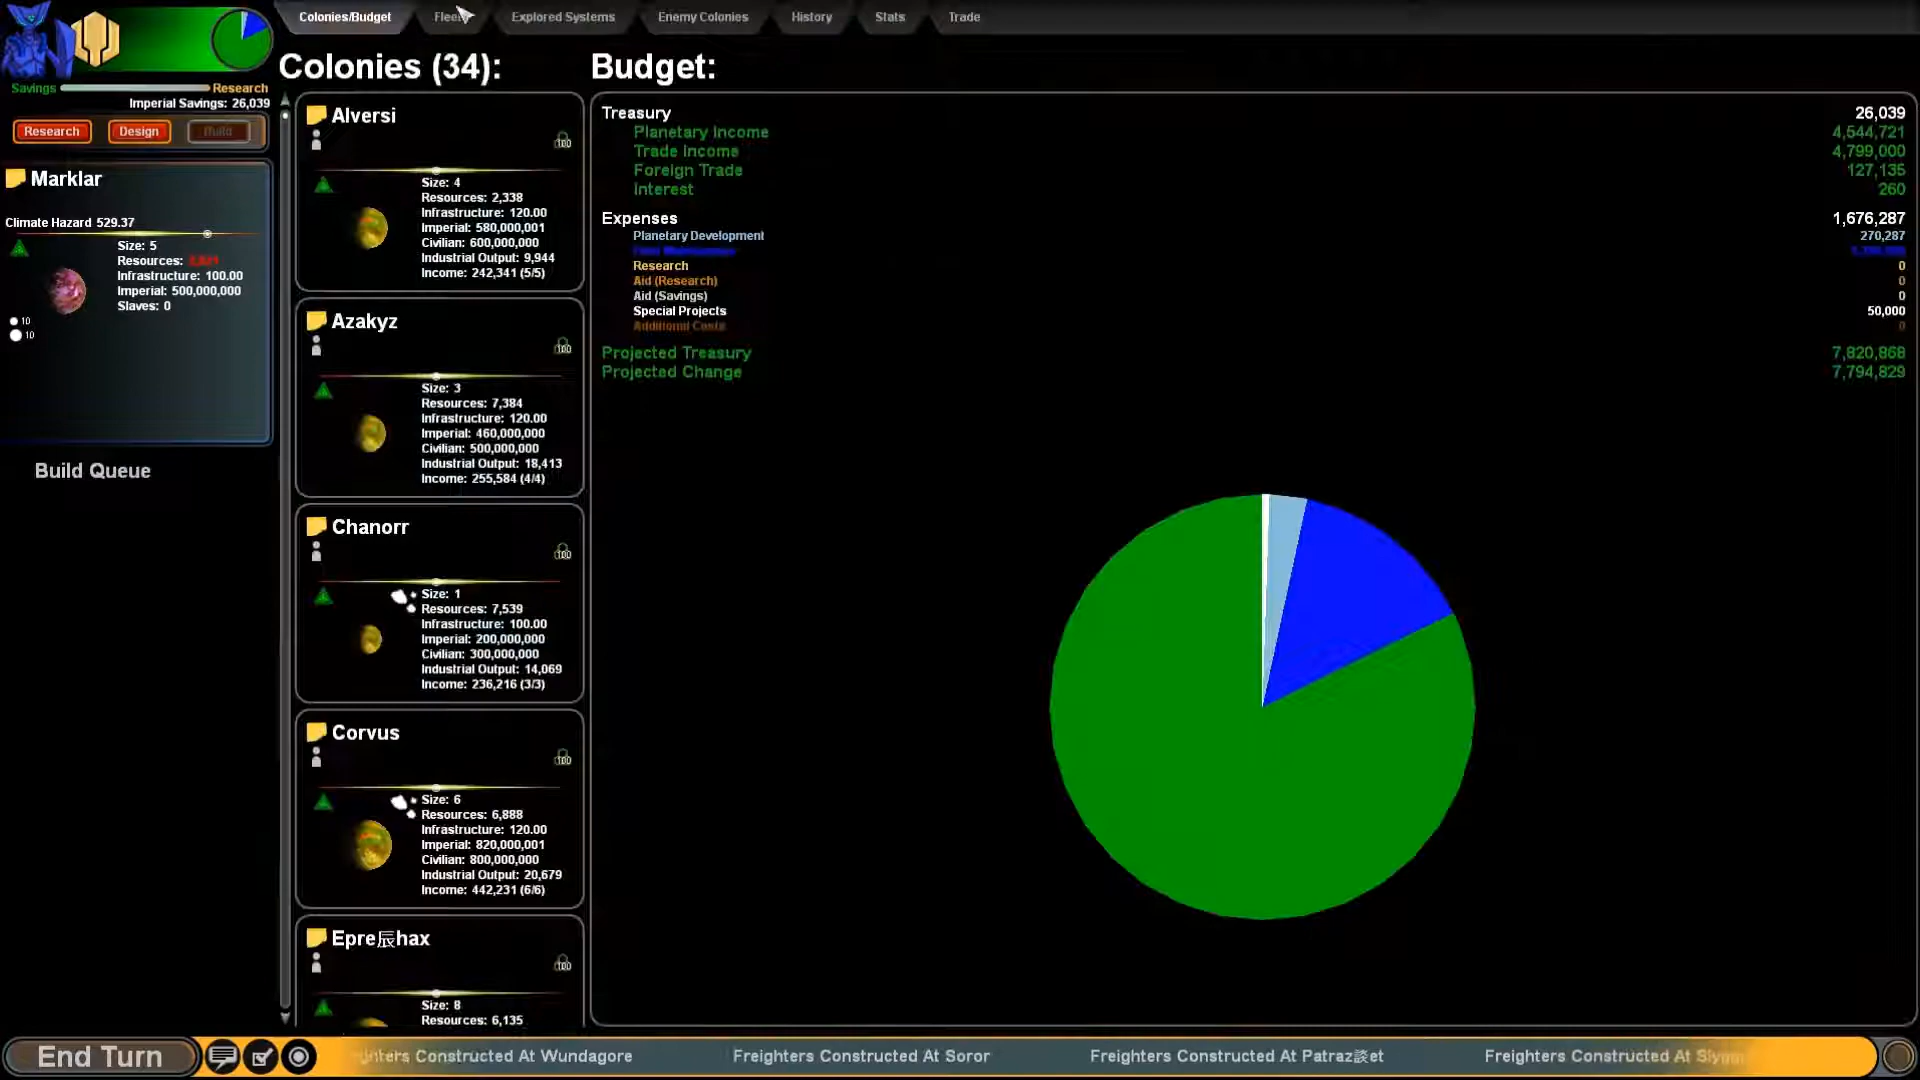 Colonies/Budget
Explored Systems
Enemy Colonies
History
Stats
Trade
Savings
Research
Imperial Savings: 26,039
Research
Design
Build
Marklar
Climate Hazard 529.37
Size: 5
Resources:
Infrastructure: 100.00
Imperial: 500,000,000
Slaves: 0
10
10
Build Queue
Colonies (34):
Alversi
100
Size: 4
Resources: 2,338
Infrastructure: 120.00
Imperial: 580,000,001
Civilian: 600,000,000
Industrial Output: 9,944
Income: 242,341 (5/5)
Azakyz
100
Size: 3
Resources: 7,384
Infrastructure: 120.00
Imperial: 460,000,000
Civilian: 500,000,000
Industrial Output: 18,413
Income: 255,584 (4/4)
Chanorr
100
Size: 1
Resources: 7,539
Infrastructure: 100.00
Imperial: 200,000,000
Civilian: 300,000,000
Industrial Output: 14,069
Income: 236,216 (3/3)
Corvus
100
Size: 6
Resources: 6,888
Infrastructure: 120.00
Imperial: 820,000,001
Civilian: 800,000,000
Industrial Output: 20,679
Income: 442,231 (6/6)
Epre辰hax
100
Size: 8
Resources: 6,135
Budget:
Treasury 26,039
Planetary Income 4,544,721
Trade Income 4,799,000
Foreign Trade 127,135
Interest 260
Expenses 1,676,287
Planetary Development 270,287
Research 0
Aid (Research) 0
Aid (Savings) 0
Special Projects 50,000
Additional Costs 0
Projected Treasury 7,820,868
Projected Change 7,794,829
End Turn
Constructed At Wundagore
Freighters Constructed At Soror
Freighters Constructed At Patraz談et
Freighters Constructed At